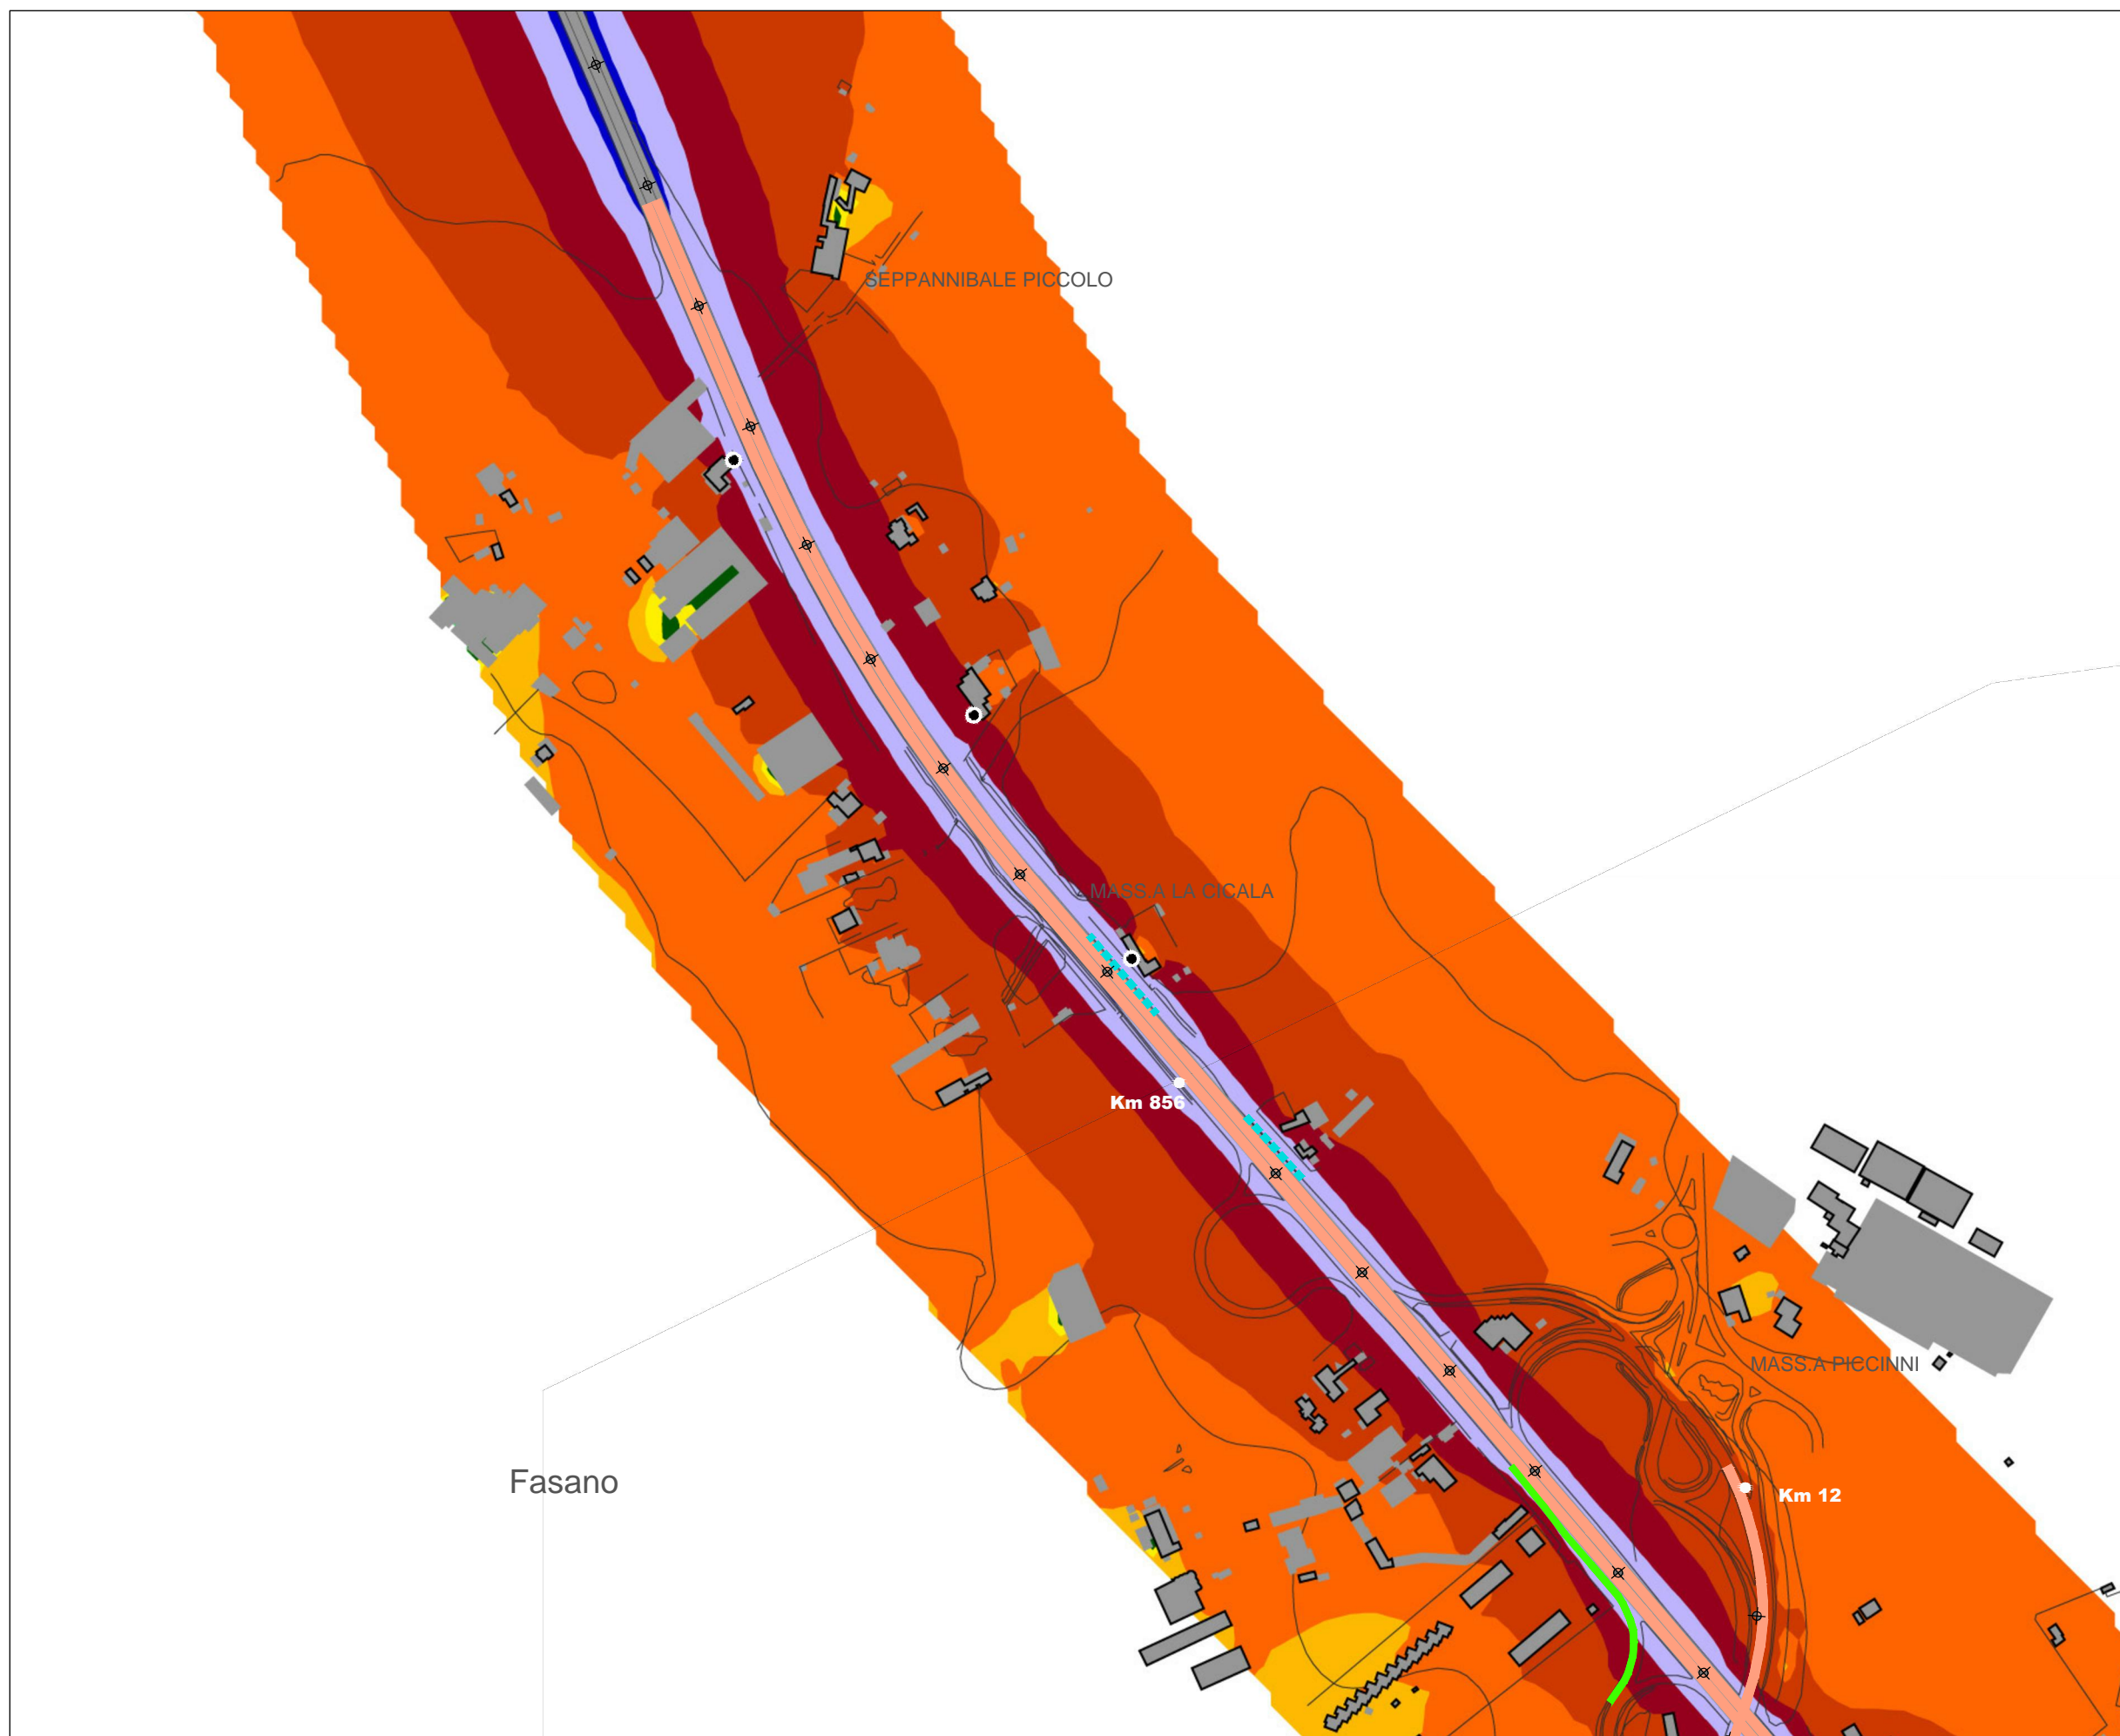 SEPPANNIBALE PICCOLO
MASS.A LA CICALA
Km 856
MASS.A PICCINNI
Fasano
Km 12